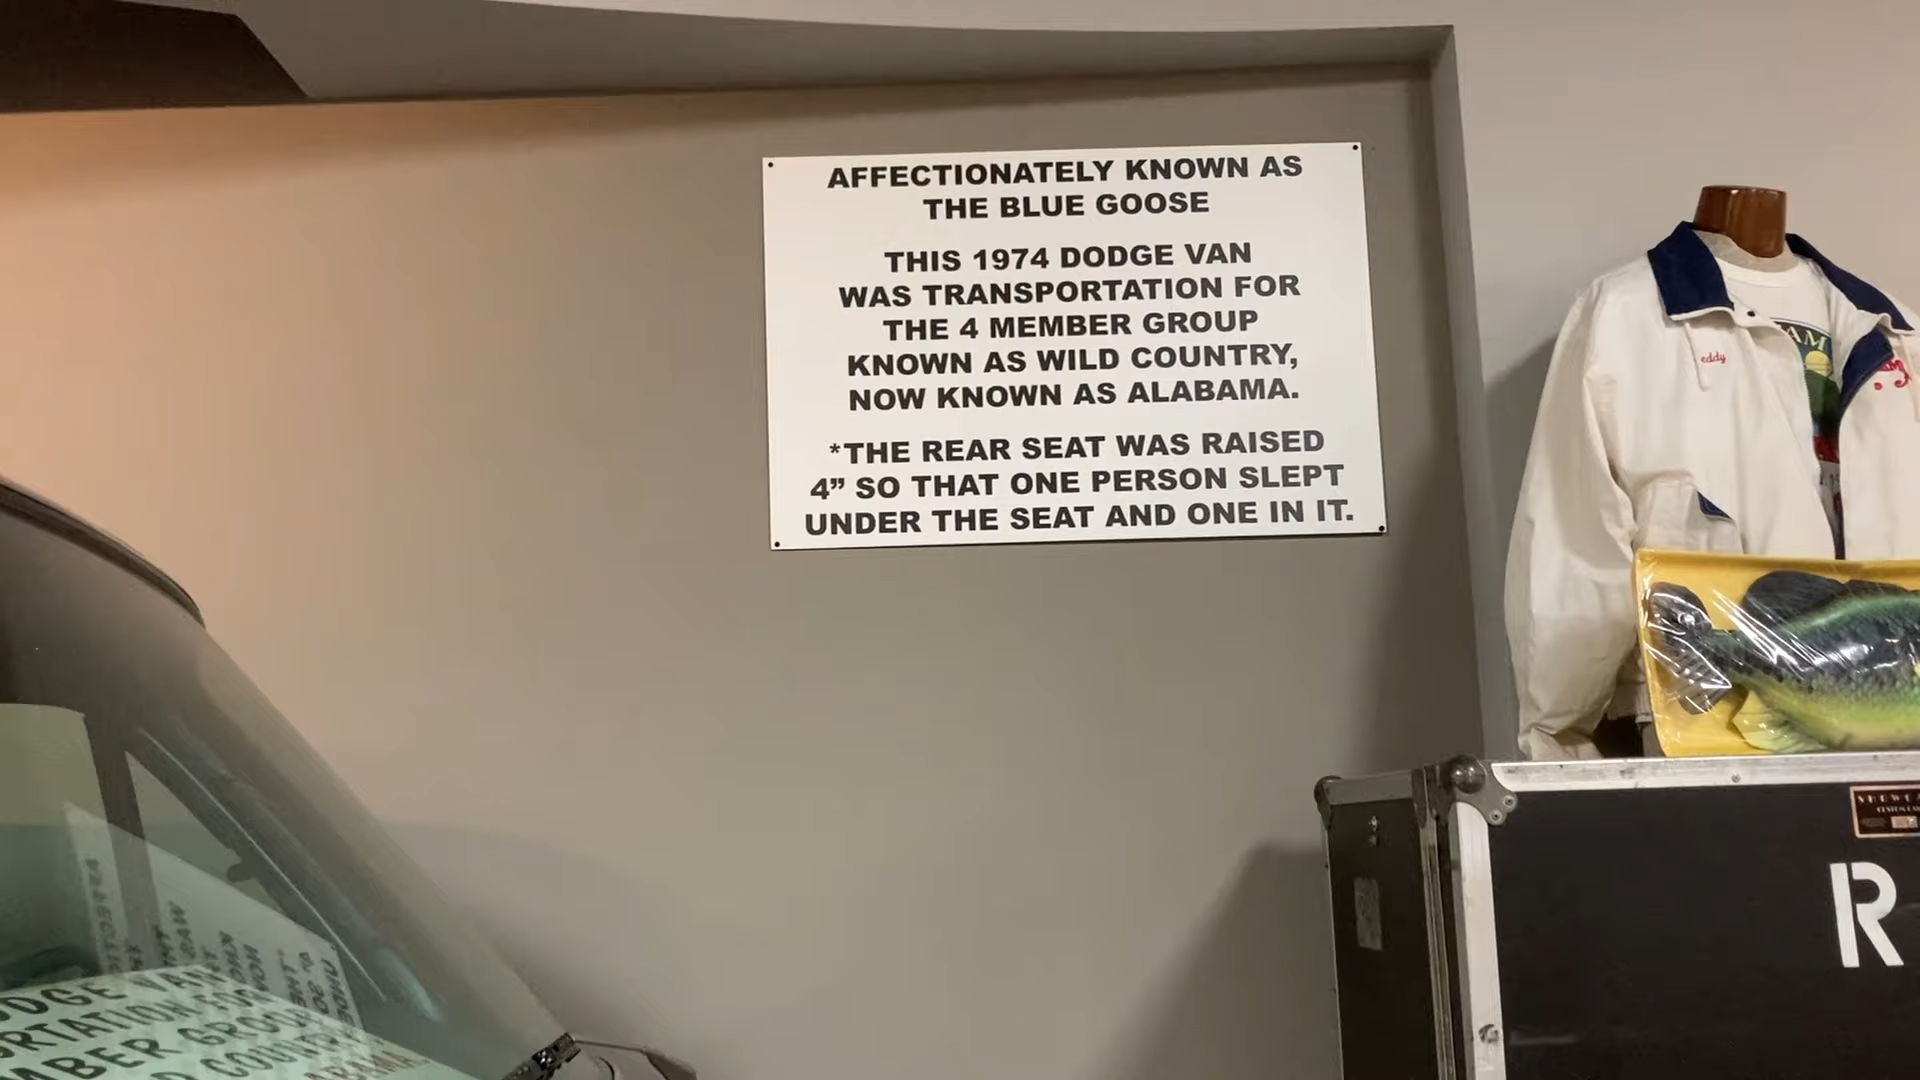 AFFECTIONATELY KNOWN AS
THE BLUE GOOSE
THIS 1974 DODGE VAN
WAS TRANSPORTATION FOR
THE 4 MEMBER GROUP
KNOWN AS WILD COUNTRY,
NOW KNOWN AS ALABAMA.
*THE REAR SEAT WAS RAISED
4” SO THAT ONE PERSON SLEPT
UNDER THE SEAT AND ONE IN IT.
eddy
AM
R